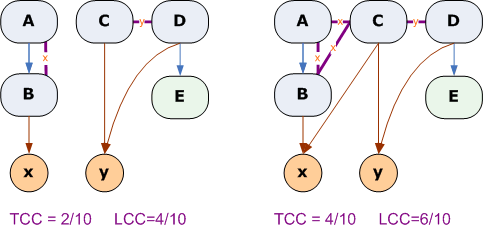 A C y D A x C y D
x x x
B E B E
x y x y
TCC = 2/10 LCC=4/10 TCC = 4/10 LCC=6/10